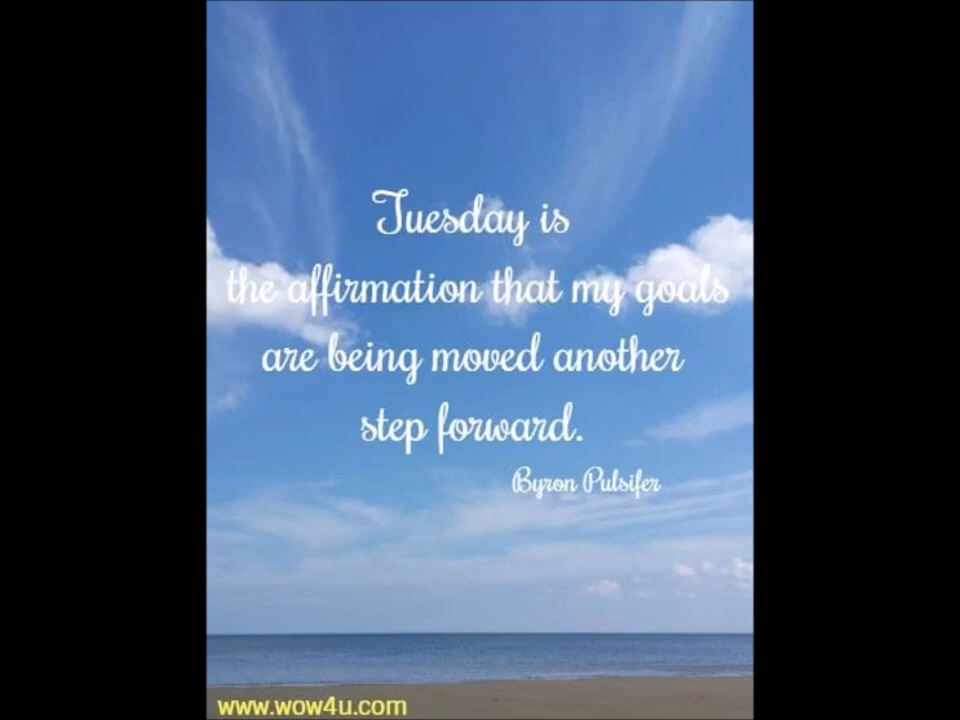 Tuesday is
the affirmation that my goals
are being moved another
step forward.
Byron Pulsifer
www.wow4u.com